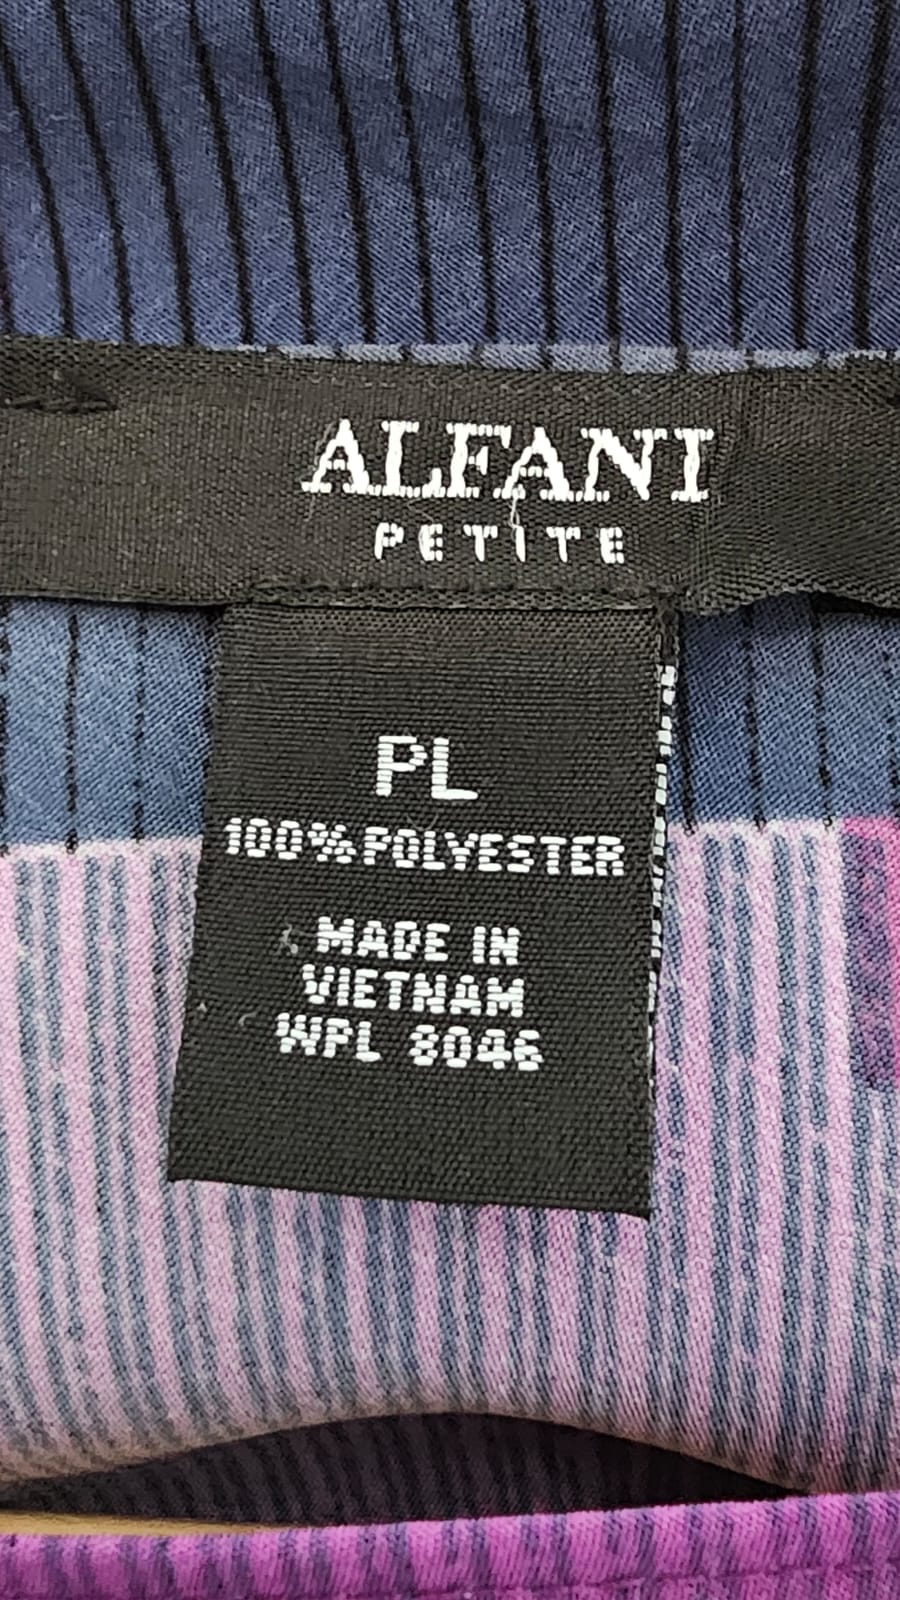 ALFANI
PETITE
PL
100% POLYESTER
MADE IN
VIETNAM
WPL 8046